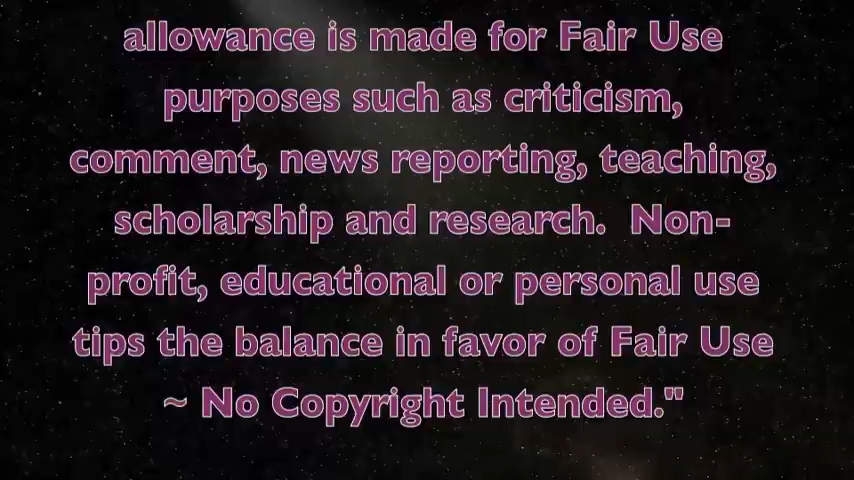 allowance is made for Fair Use
purposes such as criticism,
comment, news reporting, teaching,
scholarship and research.  Non-
profit, educational or personal use
tips the balance in favor of Fair Use
~ No Copyright Intended."